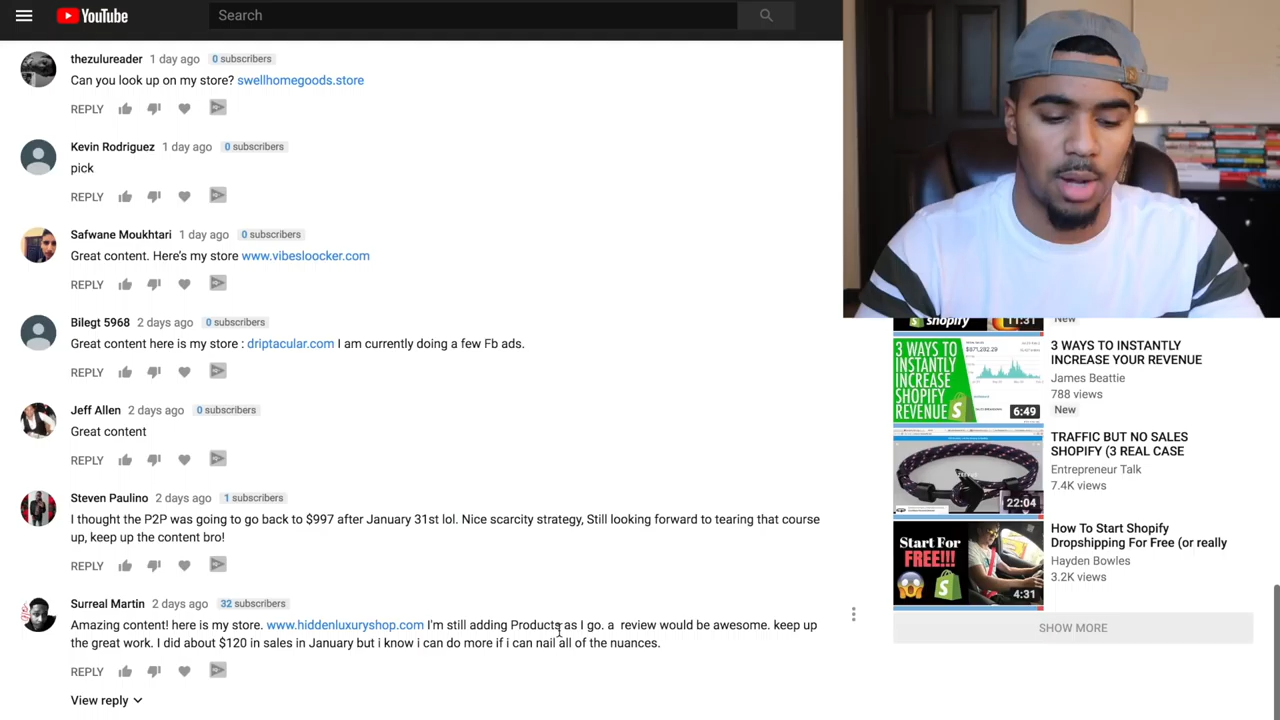 YouTube
Search
thezulureader 1 day ago 0 subscribers
Can you look up on my store? swellhomegoods.store
REPLY
Kevin Rodriguez 1 day ago 0 subscribers
pick
REPLY
Safwane Moukhtari 1 day ago 0 subscribers
Great content. Here's my store www.vibesloocker.com
REPLY
Bilegt 5968 2 days ago 0 subscribers
Great content here is my store : driptacular.com I am currently doing a few Fb ads.
REPLY
Jeff Allen 2 days ago 0 subscribers
Great content
REPLY
Steven Paulino 2 days ago 1 subscribers
I thought the P2P was going to go back to $997 after January 31st lol. Nice scarcity strategy, Still looking forward to tearing that course
up, keep up the content bro!
REPLY
Surreal Martin 2 days ago 32 subscribers
Amazing content! here is my store. www.hiddenluxuryshop.com I'm still adding Products as I go. a review would be awesome. keep up
the great work. I did about $120 in sales in January but i know i can do more if i can nail all of the nuances.
REPLY
View reply
shopify
11:31
New
3 WAYS TO
INSTANTLY
INCREASE
SHOPIFY
REVENUE
$871,282.29
6:49
3 WAYS TO INSTANTLY
INCREASE YOUR REVENUE
James Beattie
788 views
New
22:04
TRAFFIC BUT NO SALES
SHOPIFY (3 REAL CASE
Entrepreneur Talk
7.4K views
Start For
FREE!!!
4:31
How To Start Shopify
Dropshipping For Free (or really
Hayden Bowles
3.2K views
SHOW MORE